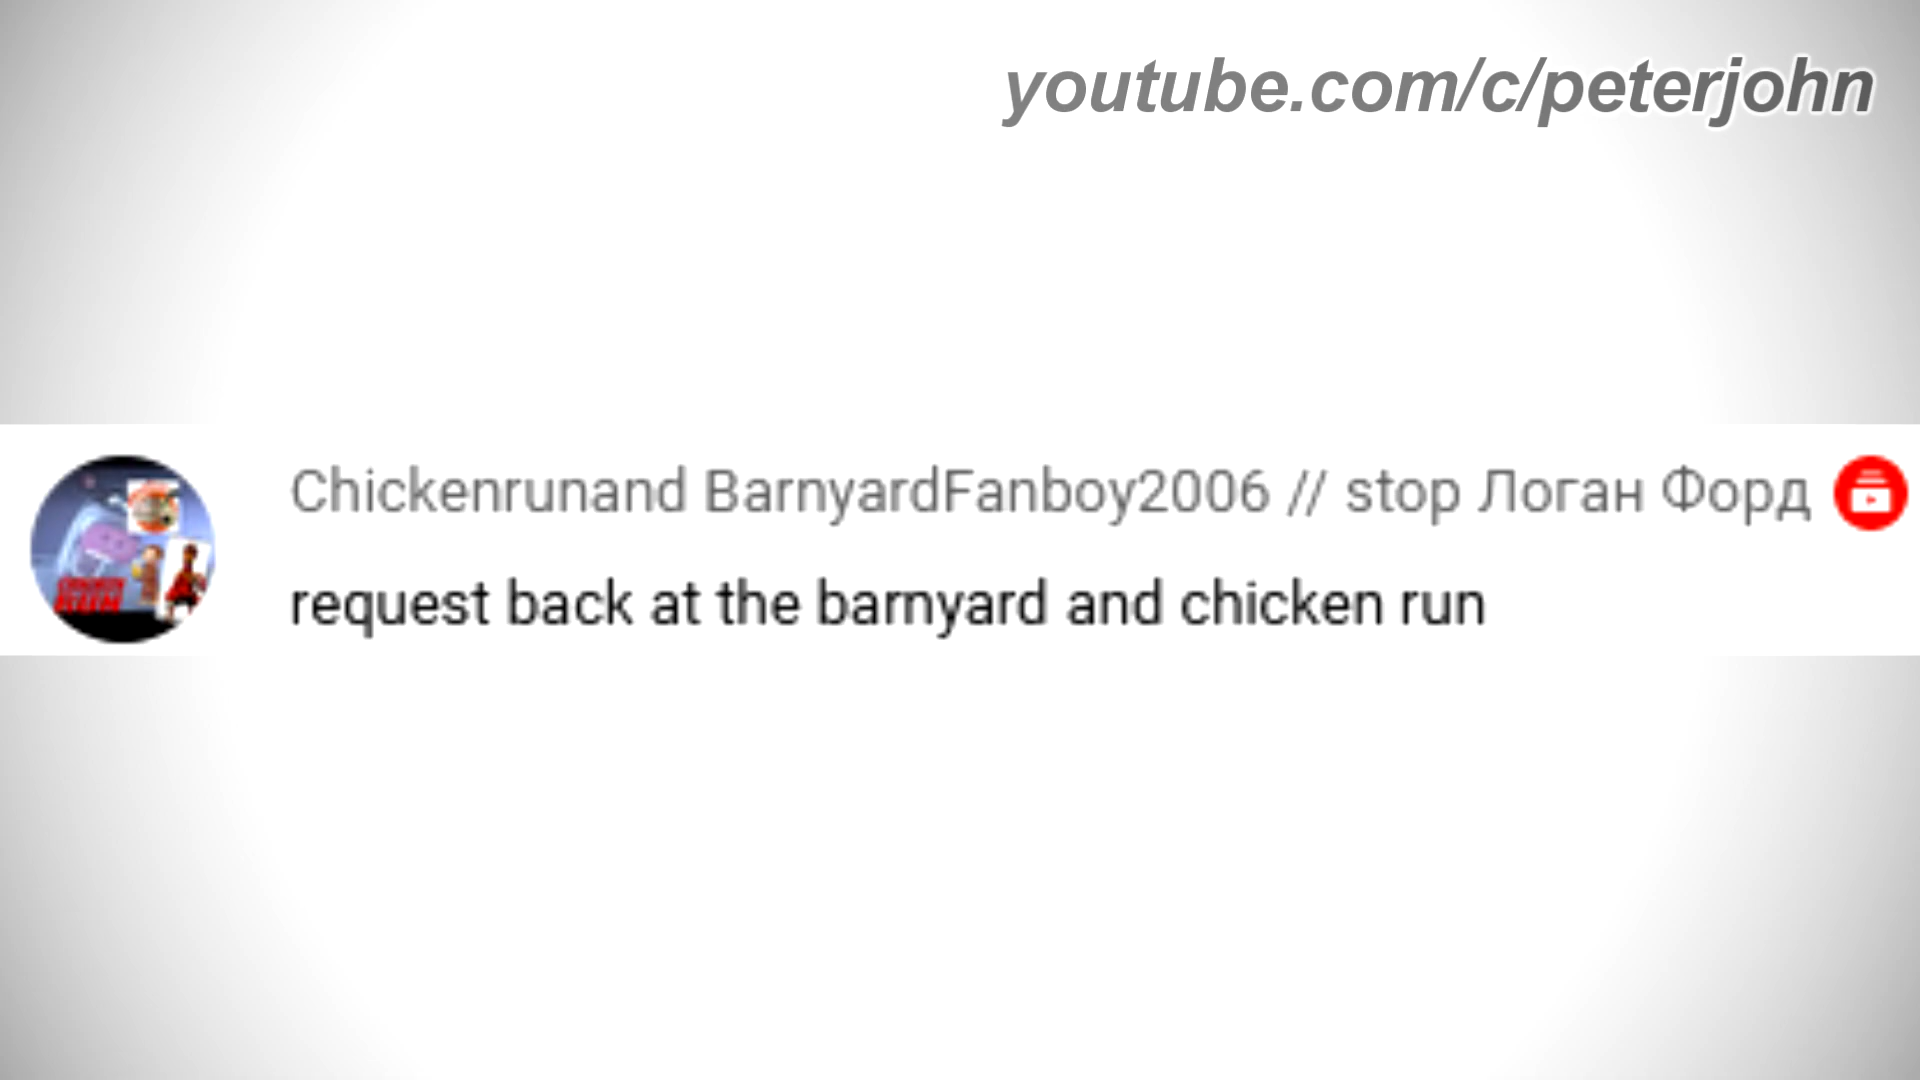 youtube.com/c/peterjohn
Chickenrunand BarnyardFanboy2006 // stop Логан Форд
request back at the barnyard and chicken run